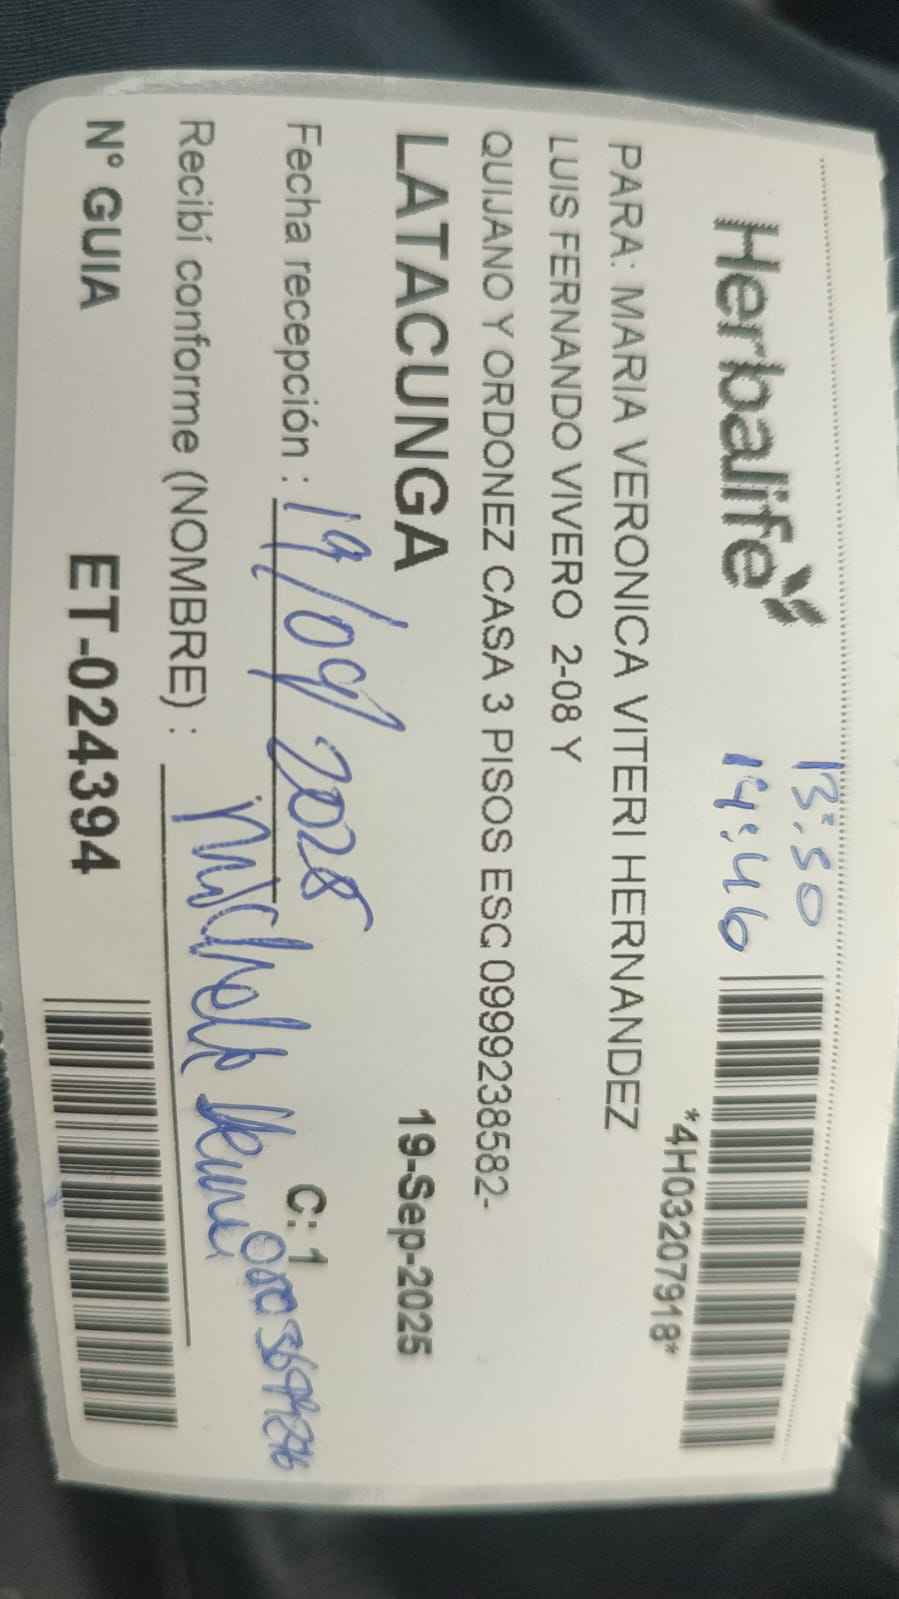 Herbalife
13:50
14:46
*4H03207918*
PARA: MARIA VERONICA VITERI HERNANDEZ
LUIS FERNANDO VIVERO 2-08 Y
QUIJANO Y ORDONEZ CASA 3 PISOS ESQ 0999238582-
LATACUNGA 19-Sep-2025
Fecha recepción : 19/09/2025 C: 1
Recibí conforme (NOMBRE) : Michelle
N° GUIA ET-024394